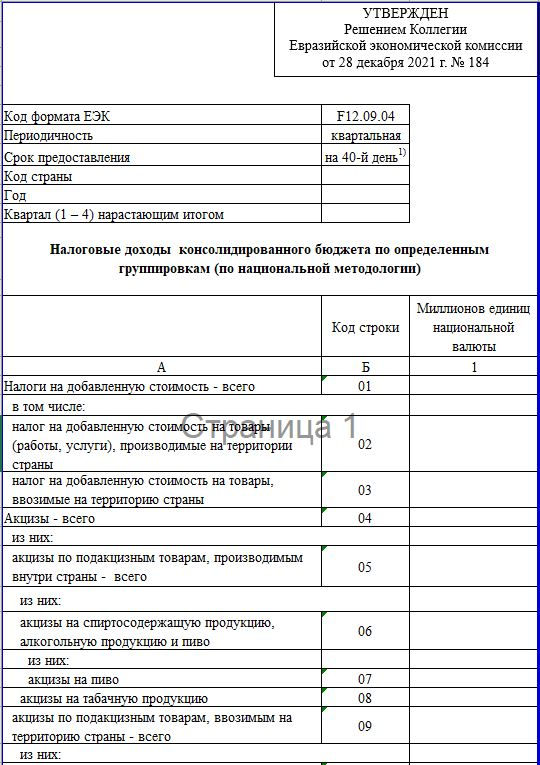 УТВЕРЖДЕН
Решением Коллегии
Евразийской экономической комиссии
от 28 декабря 2021 г. № 184
Код формата ЕЭК F12.09.04
Периодичность квартальная
Срок предоставления на 40-й день1)
Код страны
Год
Квартал (1 – 4) нарастающим итогом
Налоговые доходы консолидированного бюджета по определенным
группировкам (по национальной методологии)
Код строки
Миллионов единиц
национальной
валюты
А Б 1
Налоги на добавленную стоимость - всего 01
в том числе:
налог на добавленную стоимость на товары
(работы, услуги), производимые на территории
страны
02
Страница 1
налог на добавленную стоимость на товары,
ввозимые на территорию страны
03
Акцизы - всего 04
из них:
акцизы по подакцизным товарам, производимым
внутри страны - всего
05
из них:
акцизы на спиртосодержащую продукцию,
алкогольную продукцию и пиво
06
из них:
акцизы на пиво 07
акцизы на табачную продукцию 08
акцизы по подакцизным товарам, ввозимым на
территорию страны - всего
09
из них: